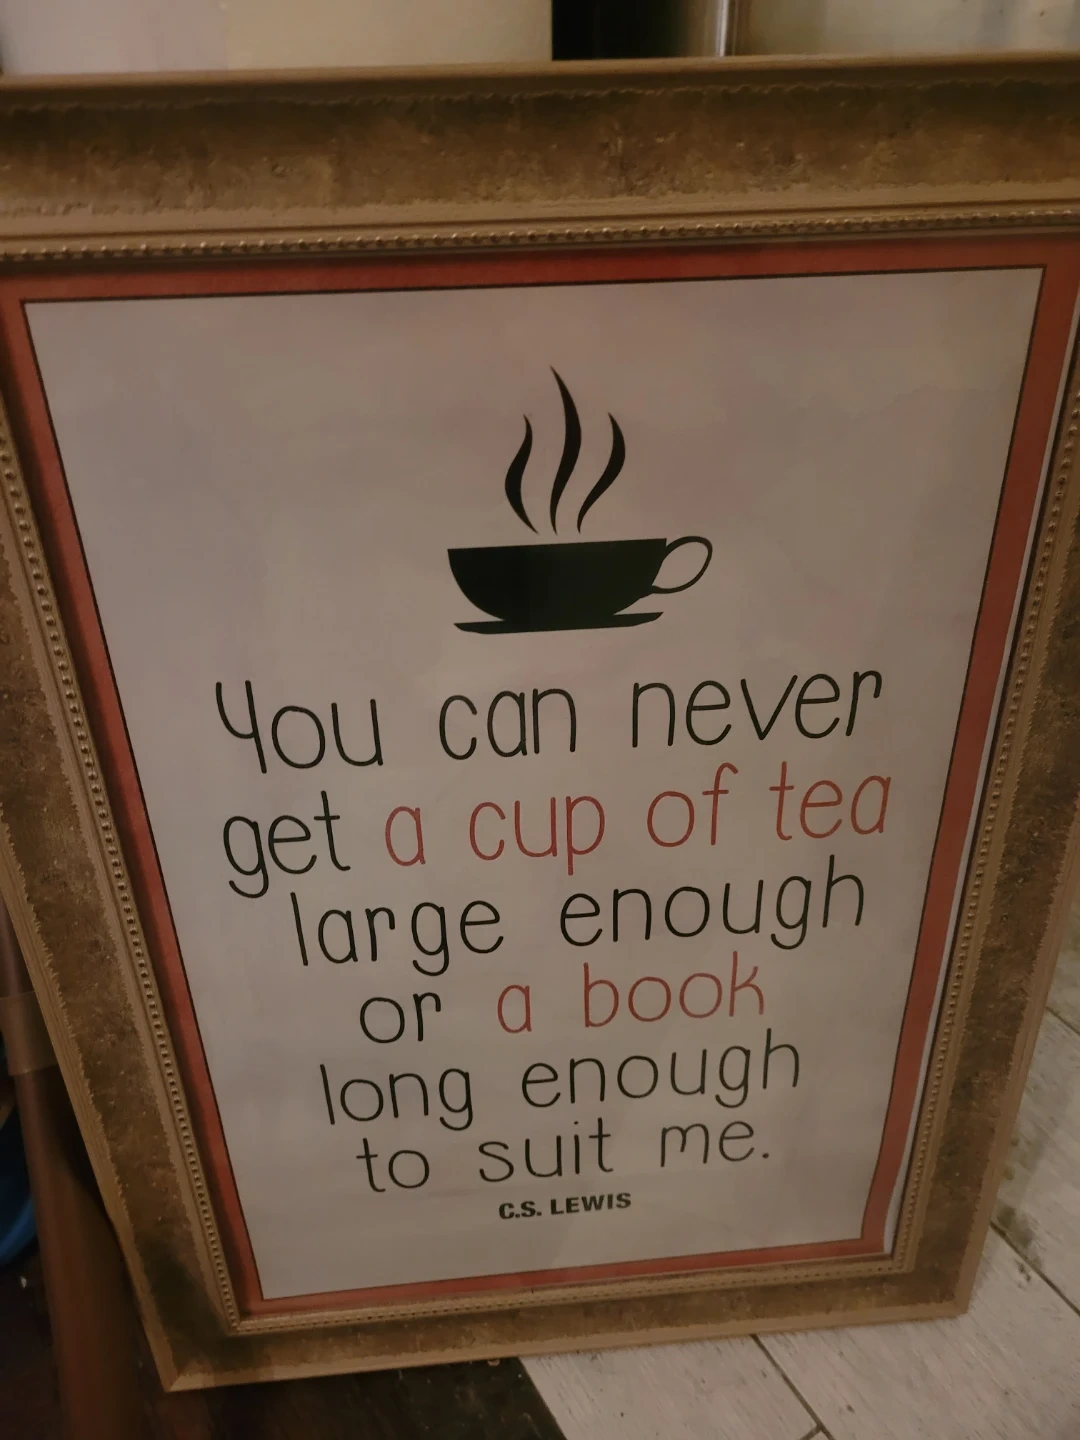 You can never
get a cup of tea
large enough
or a book
long enough
to suit me.
C.S. LEWIS